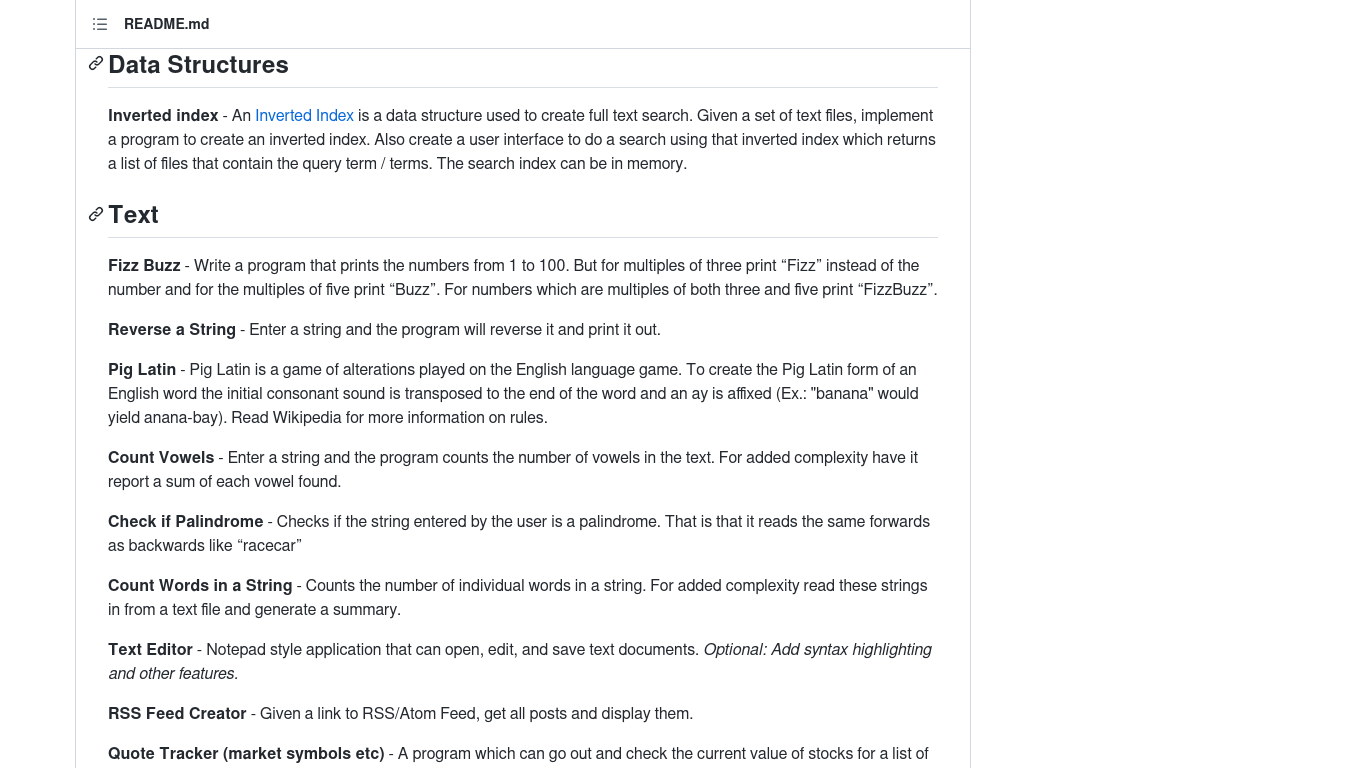 README.md
Data Structures
Inverted index - An Inverted Index is a data structure used to create full text search. Given a set of text files, implement
a program to create an inverted index. Also create a user interface to do a search using that inverted index which returns
a list of files that contain the query term / terms. The search index can be in memory.
Text
Fizz Buzz - Write a program that prints the numbers from 1 to 100. But for multiples of three print “Fizz” instead of the
number and for the multiples of five print “Buzz”. For numbers which are multiples of both three and five print “FizzBuzz”.
Reverse a String - Enter a string and the program will reverse it and print it out.
Pig Latin - Pig Latin is a game of alterations played on the English language game. To create the Pig Latin form of an
English word the initial consonant sound is transposed to the end of the word and an ay is affixed (Ex.: "banana" would
yield anana-bay). Read Wikipedia for more information on rules.
Count Vowels - Enter a string and the program counts the number of vowels in the text. For added complexity have it
report a sum of each vowel found.
Check if Palindrome - Checks if the string entered by the user is a palindrome. That is that it reads the same forwards
as backwards like “racecar”
Count Words in a String - Counts the number of individual words in a string. For added complexity read these strings
in from a text file and generate a summary.
Text Editor - Notepad style application that can open, edit, and save text documents. Optional: Add syntax highlighting
and other features.
RSS Feed Creator - Given a link to RSS/Atom Feed, get all posts and display them.
Quote Tracker (market symbols etc) - A program which can go out and check the current value of stocks for a list of